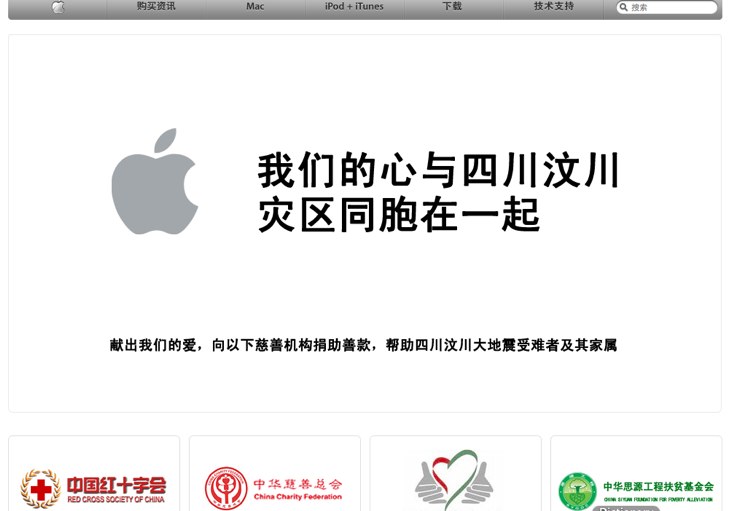 购买资讯 Mac iPod + iTunes 下载 技术支持 搜索
我们的心与四川汶川
灾区同胞在一起
献出我们的爱，向以下慈善机构捐助善款，帮助四川汶川大地震受难者及其家属
中国红十字会
RED CROSS SOCIETY OF CHINA
中华慈善总会
China Charity Federation
中华思源工程扶贫基金会
CHINA SIYUAN FOUNDATION FOR POVERTY ALLEVIATION